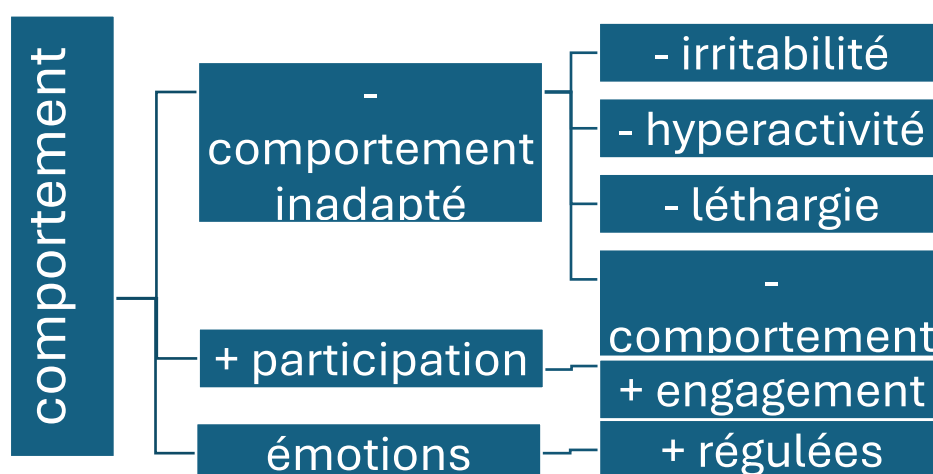 comportement
-
comportement
inadapté
- irritabilité
- hyperactivité
- léthargie
-
comportement
+ participation
+ engagement
émotions
+ régulées